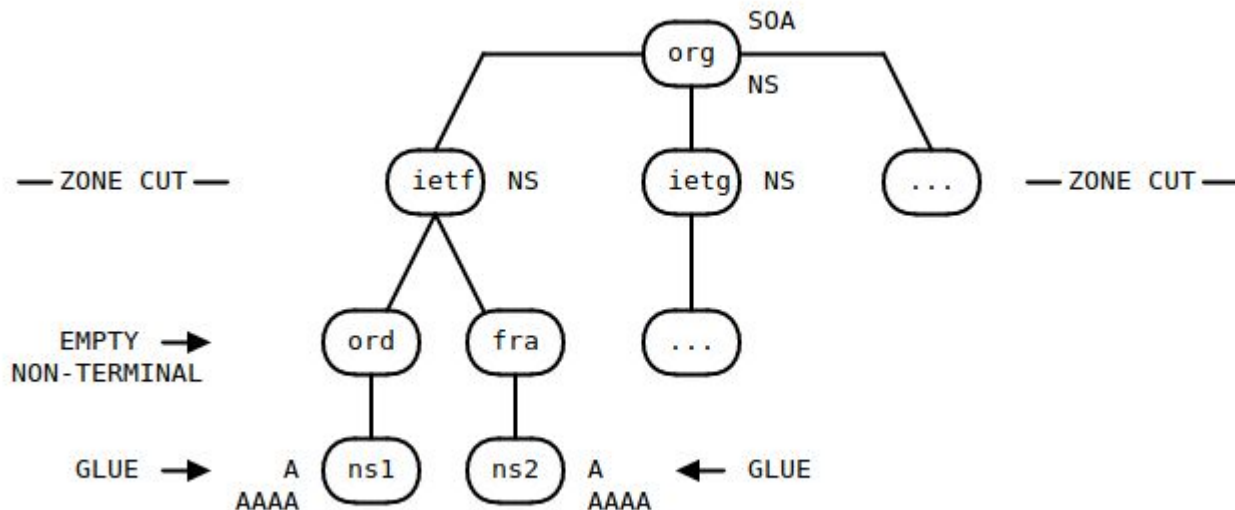 SOA
org
NS
— ZONE CUT — ietf NS ietg NS ... — ZONE CUT —
EMPTY ord fra ...
NON-TERMINAL
GLUE A ns1 ns2 A GLUE
AAAA AAAA